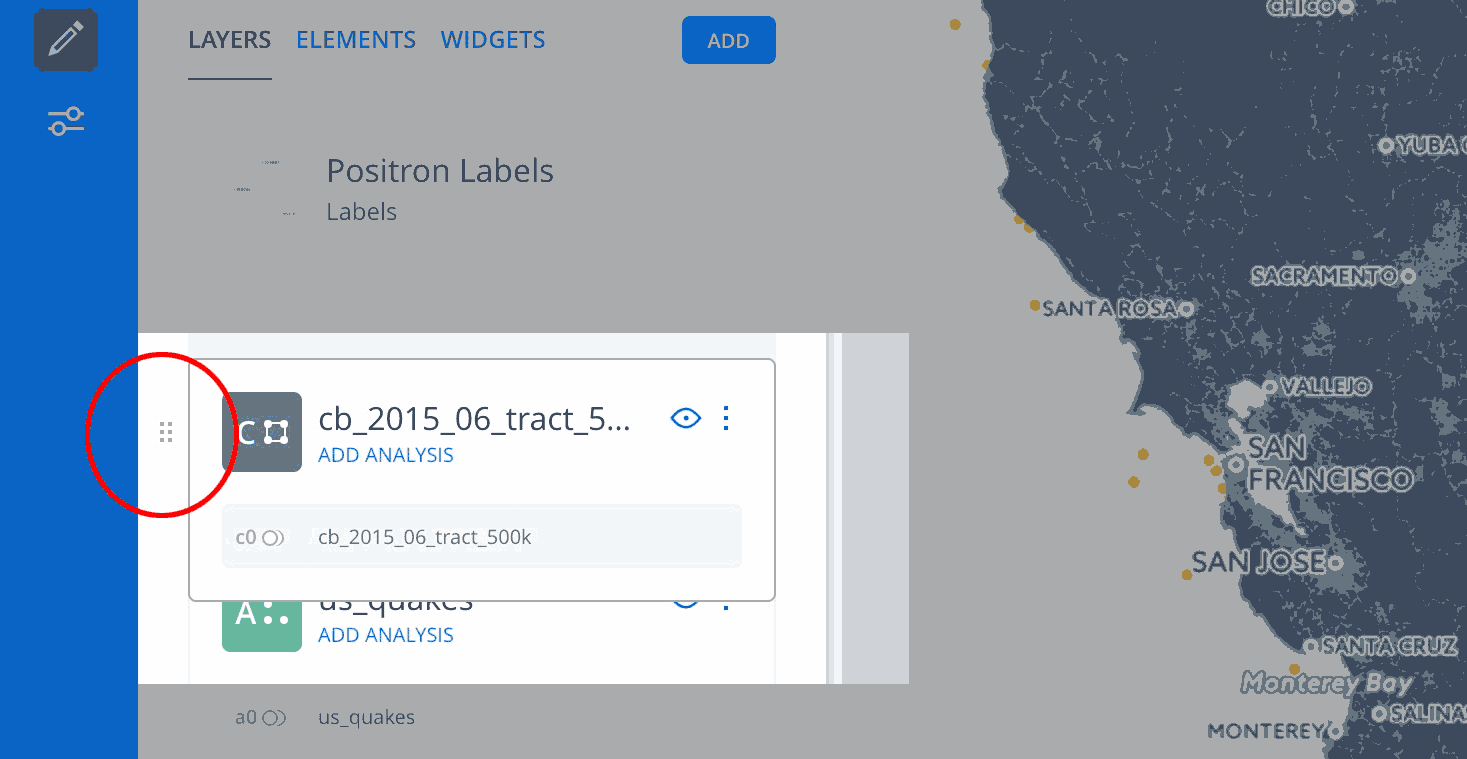 LAYERS ELEMENTS WIDGETS ADD
Positron Labels
Labels
C
cb_2015_06_tract_5...
ADD ANALYSIS
c0 cb_2015_06_tract_500k
A us_quakes
ADD ANALYSIS
a0 us_quakes
CHICO
YUBA
SACRAMENTO
SANTA ROSA
VALLEJO
SAN
FRANCISCO
SAN JOSE
SANTA CRUZ
Monterey Bay
SALINA
MONTEREY